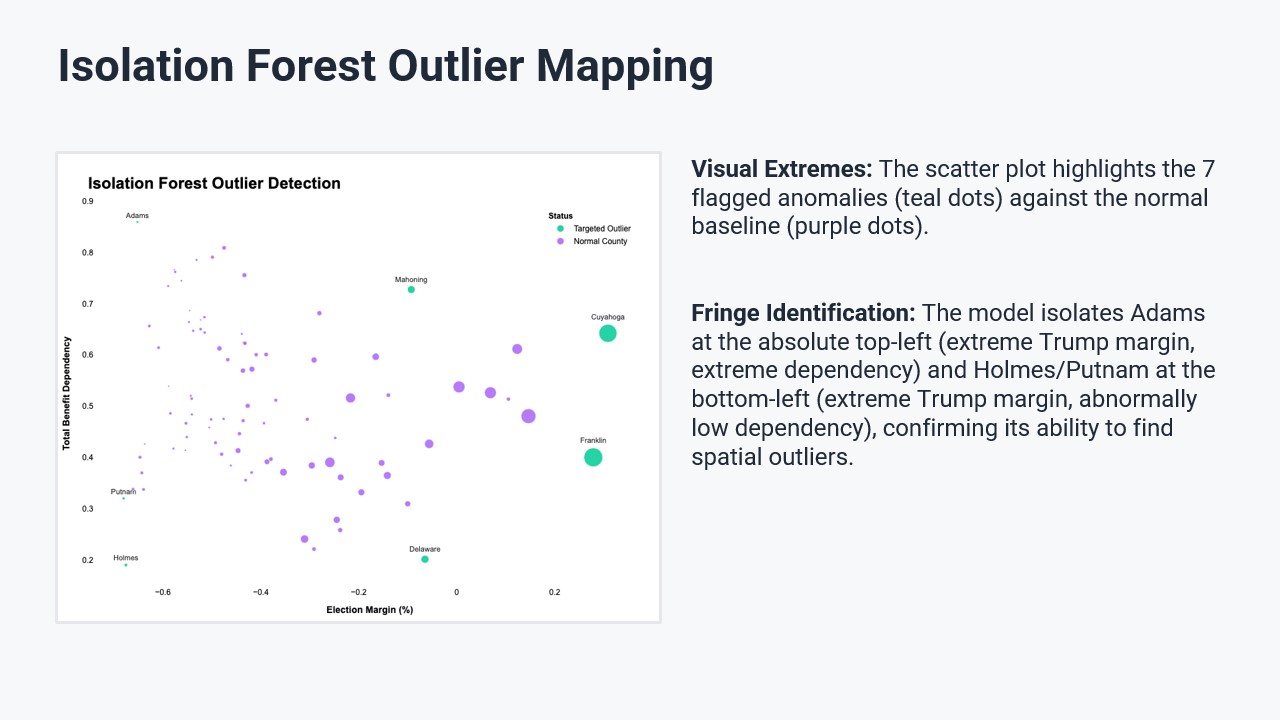 Isolation Forest Outlier Mapping
Isolation Forest Outlier Detection
0.9
0.8
0.7
0.6
0.5
0.4
0.3
0.2
Total Benefit Dependency
−0.6
−0.4
−0.2
0
0.2
Election Margin (%)
Status
Targeted Outlier
Normal County
Adams
Mahoning
Cuyahoga
Franklin
Putnam
Holmes
Delaware
Visual Extremes: The scatter plot highlights the 7
flagged anomalies (teal dots) against the normal
baseline (purple dots).
Fringe Identification: The model isolates Adams
at the absolute top-left (extreme Trump margin,
extreme dependency) and Holmes/Putnam at the
bottom-left (extreme Trump margin, abnormally
low dependency), confirming its ability to find
spatial outliers.